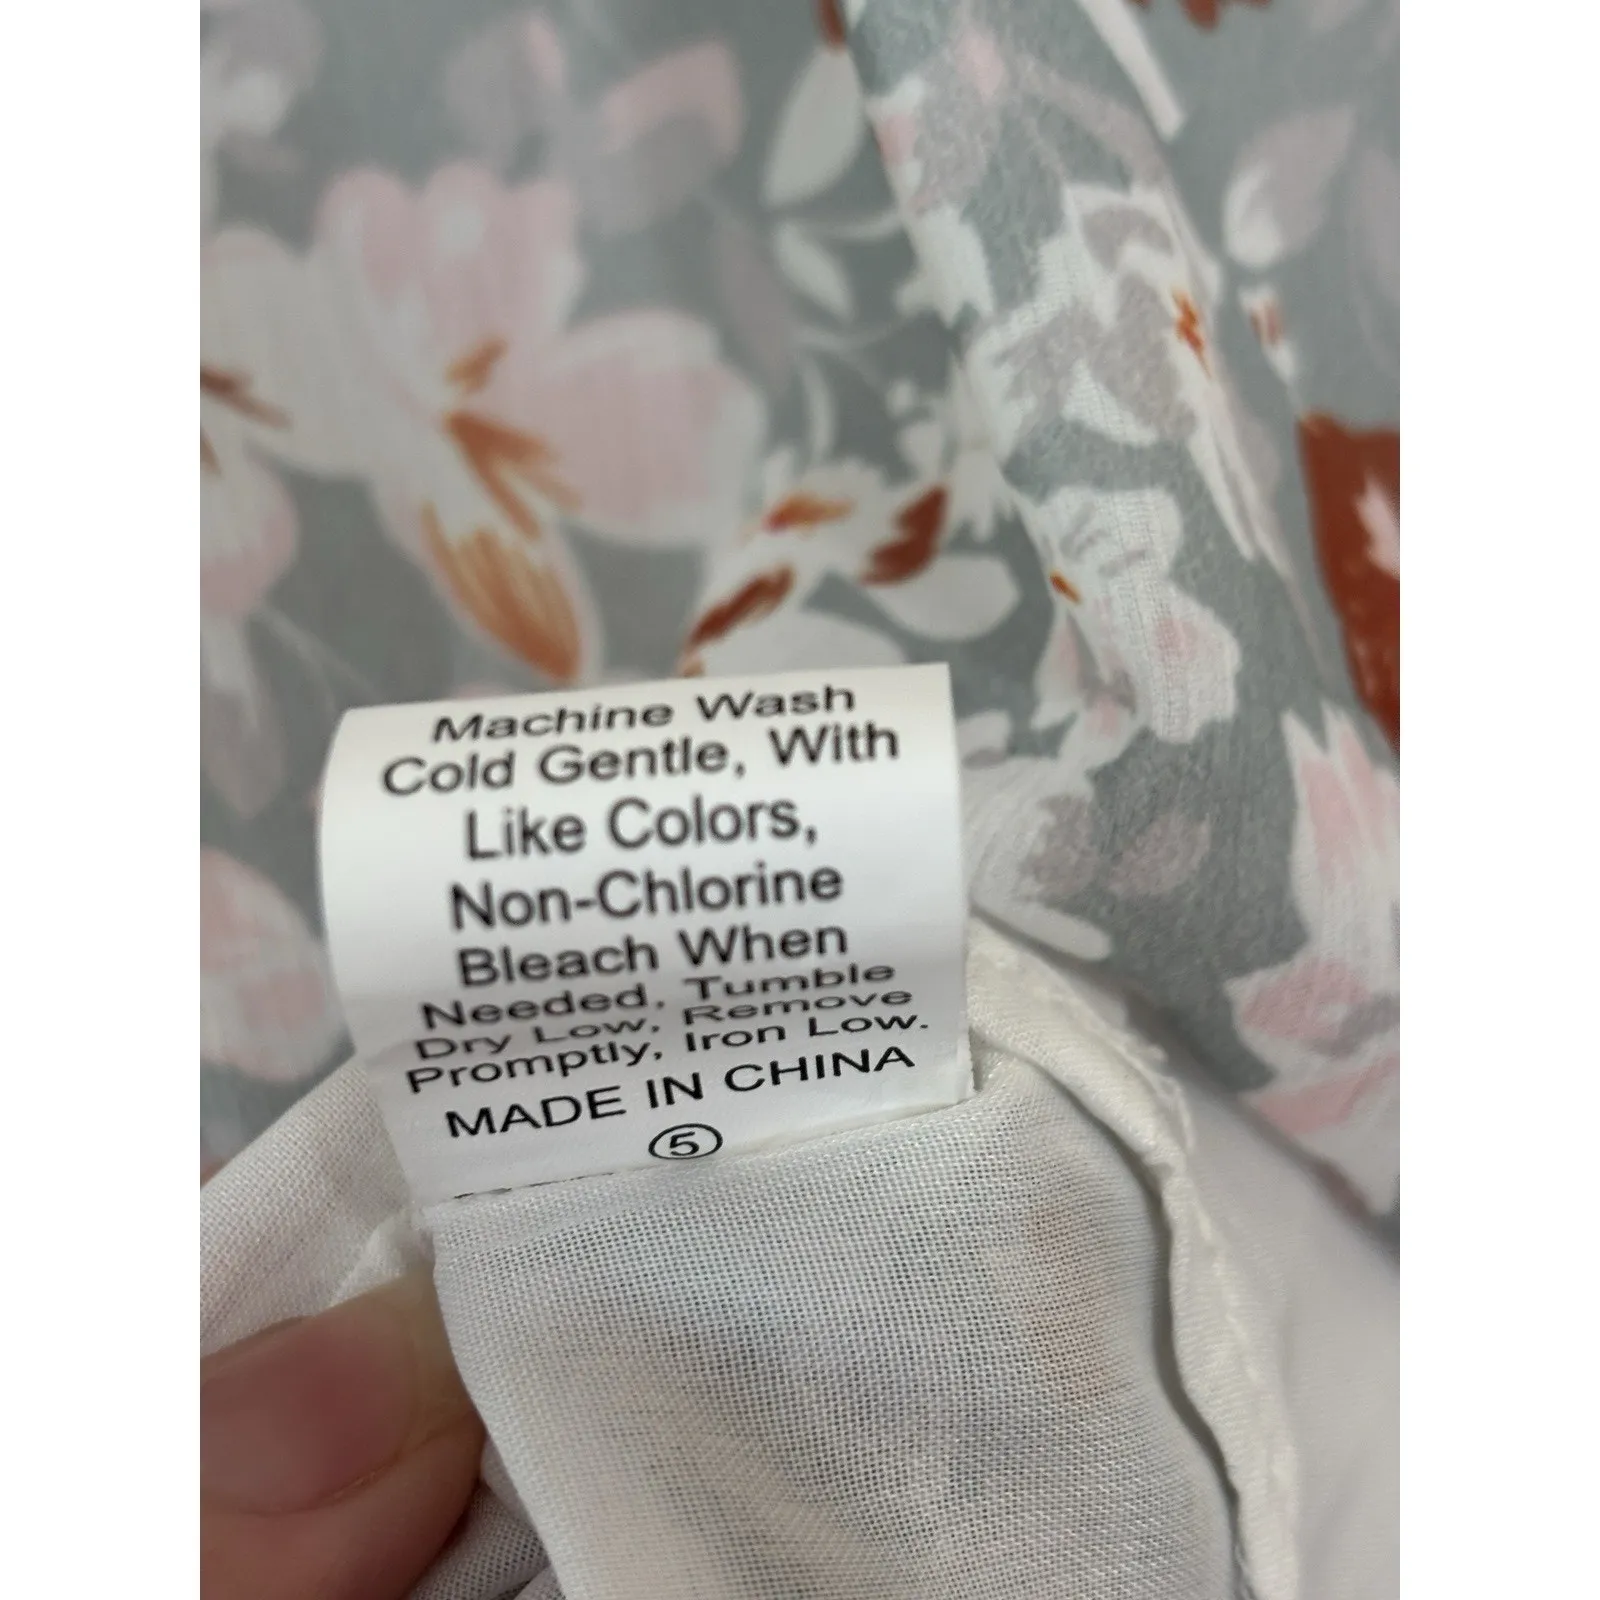 Machine Wash
Cold Gentle, With
Like Colors,
Non-Chlorine
Bleach When
Needed, Tumble
Dry Low, Remove
Promptly, Iron Low.
MADE IN CHINA
⑤